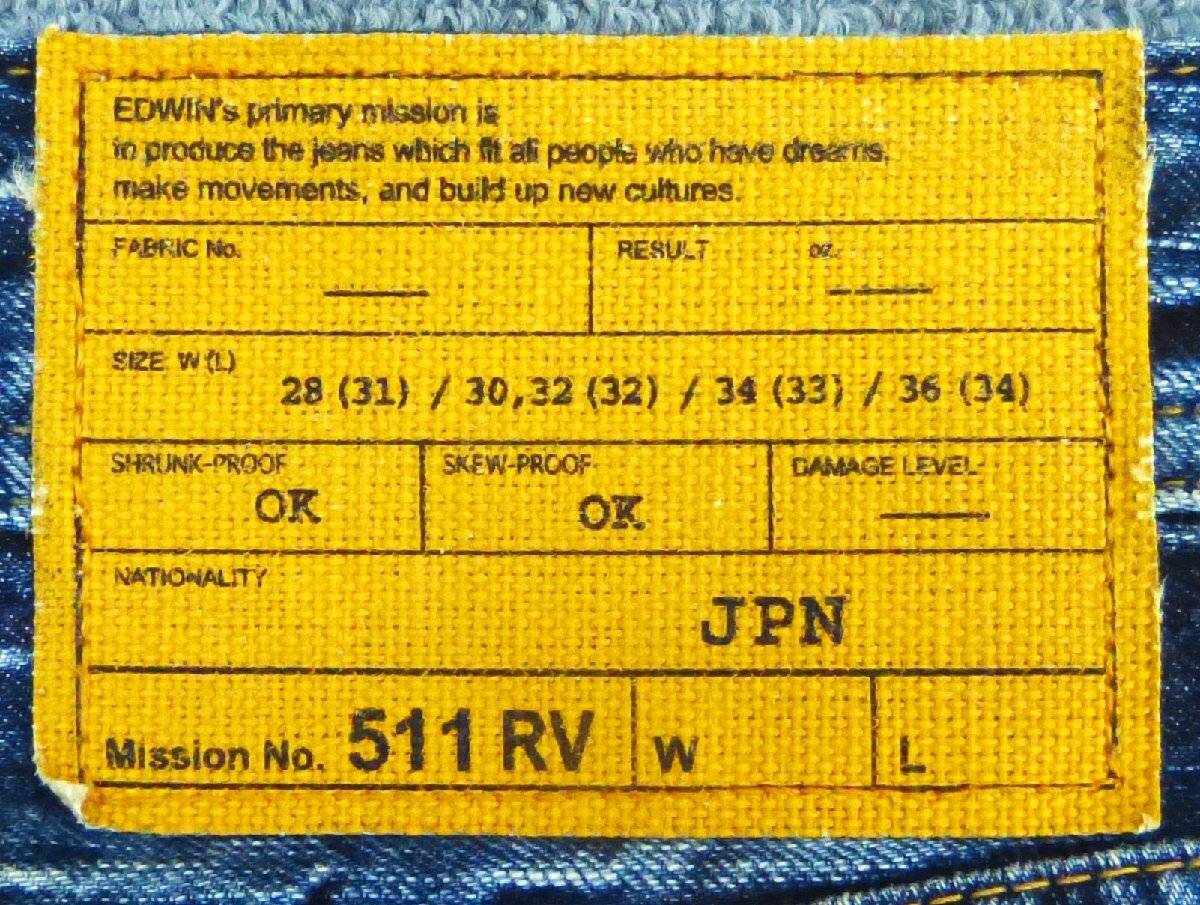 EDWIN's primary mission is
in produce the jeans which fit all people who have dreams,
make movements, and build up new cultures.
FABRIC No.
RESULT oz.
SIZE W (L)
28 (31) / 30,32 (32) / 34 (33) / 36 (34)
SHRUNK-PROOF SKEW-PROOF DAMAGE LEVEL
OK OK
NATIONALITY
JPN
Mission No. 511 RV W L